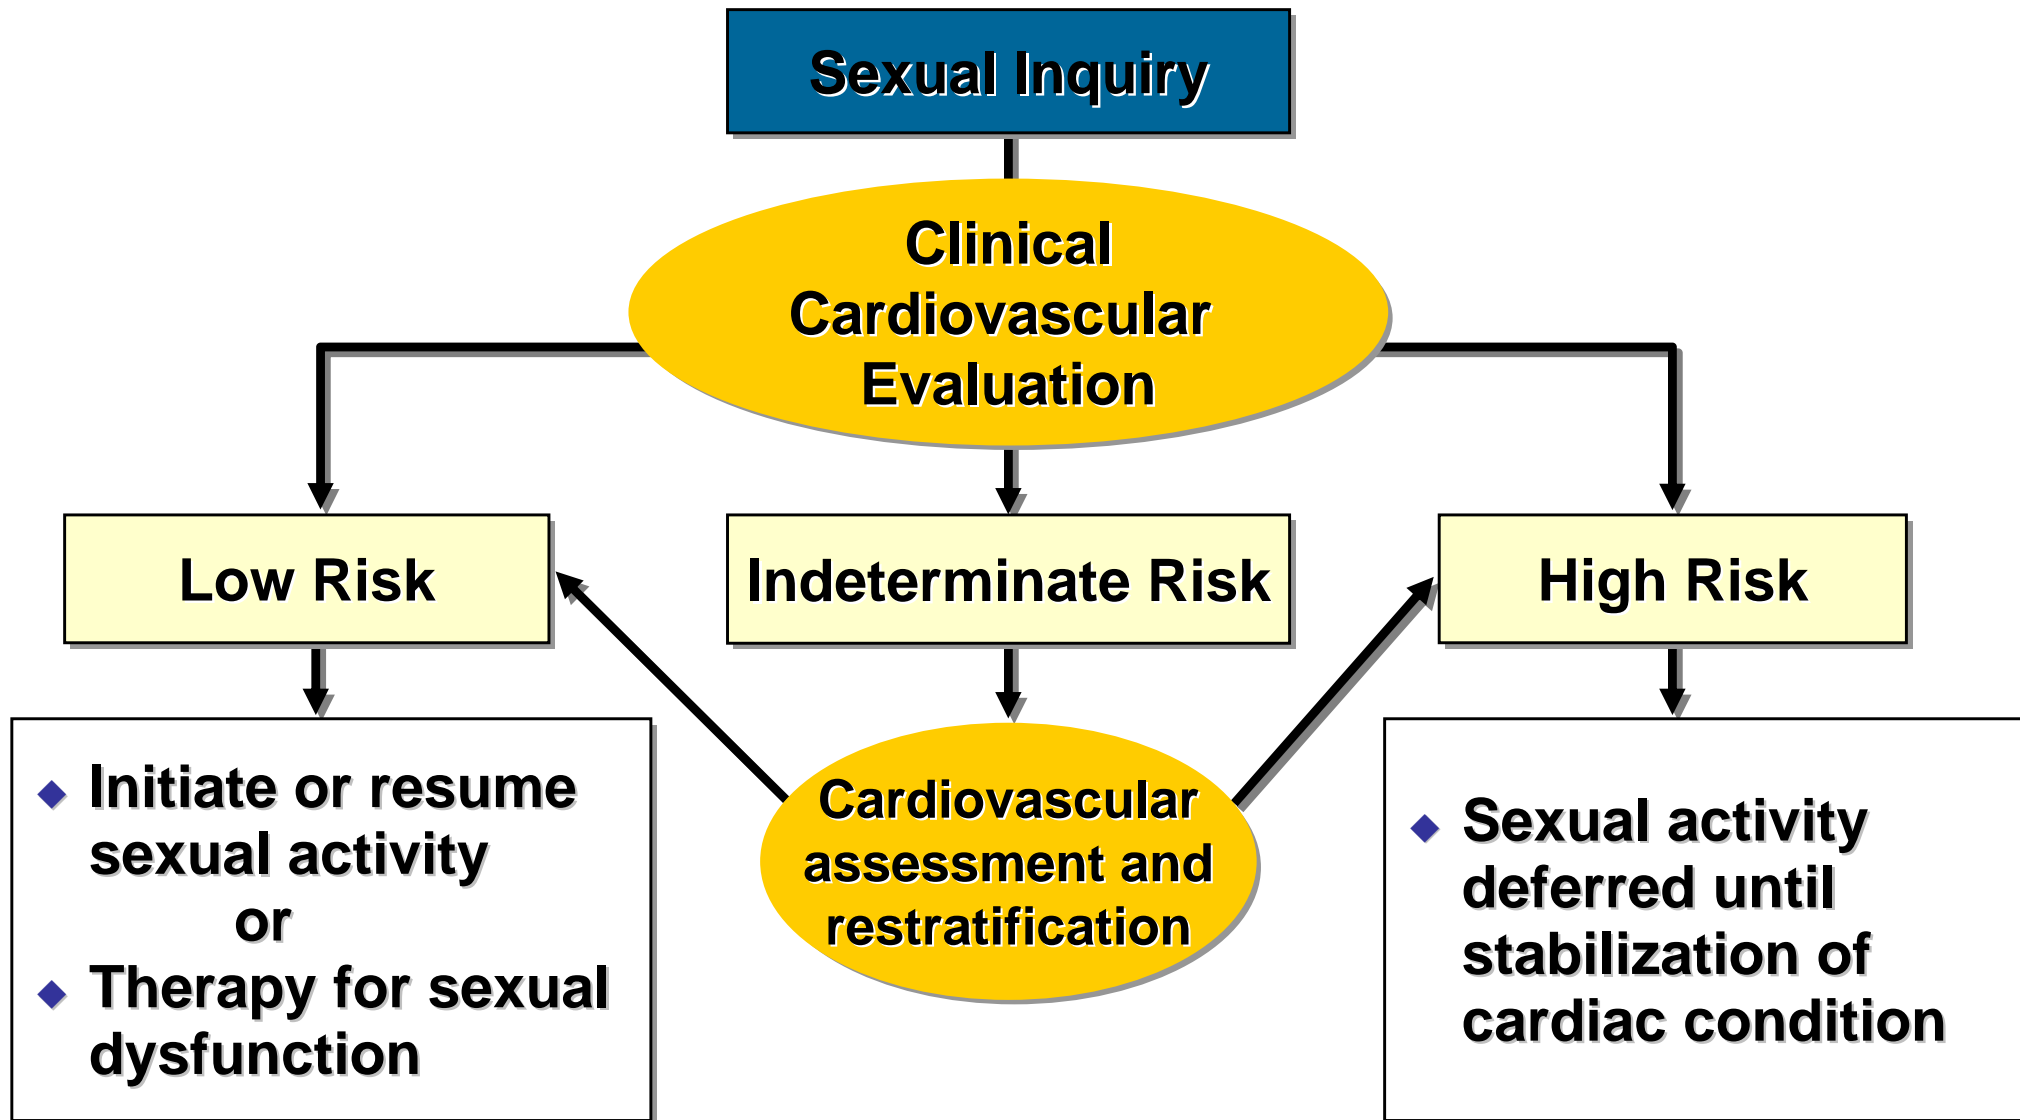 Sexual Inquiry
Clinical
Cardiovascular
Evaluation
Low Risk
Indeterminate Risk
High Risk
Initiate or resume
sexual activity
or
Therapy for sexual
dysfunction
Cardiovascular
assessment and
restratification
Sexual activity
deferred until
stabilization of
cardiac condition